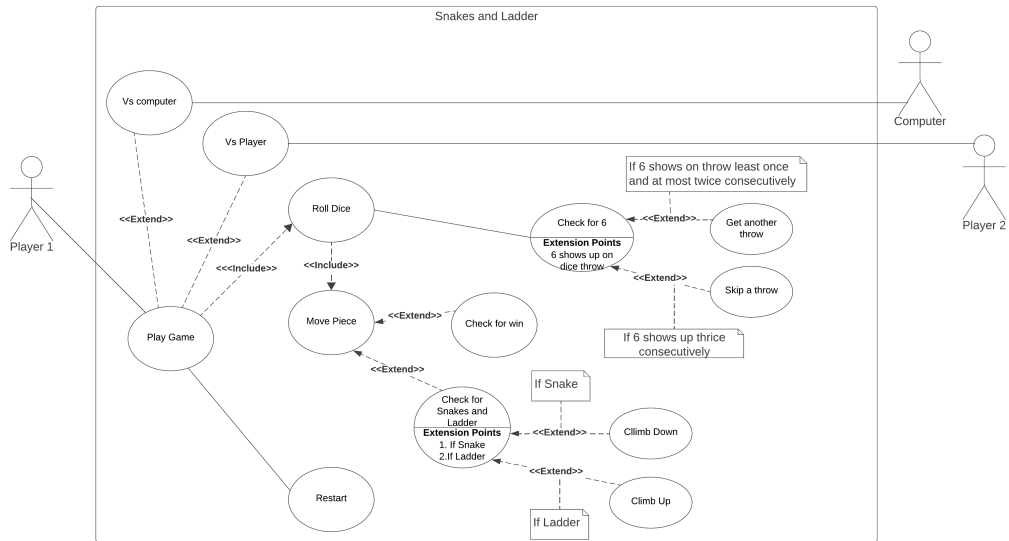 Snakes and Ladder
Vs computer
Computer
Vs Player
If 6 shows on throw least once
and at most twice consecutively
Player 1
Player 2
Roll Dice
Check for 6
<<Extend>>
Get another
throw
<<Extend>>
<<Extend>>
Extension Points
6 shows up on
dice throw
<<<Include>>
<<Include>>
<<Extend>>
Skip a throw
Move Piece
<<Extend>>
Check for win
Play Game
If 6 shows up thrice
consecutively
<<Extend>>
If Snake
Check for
Snakes and
Ladder
Extension Points
1. If Snake
2.If Ladder
<<Extend>>
Cllimb Down
<<Extend>>
Restart
Climb Up
If Ladder